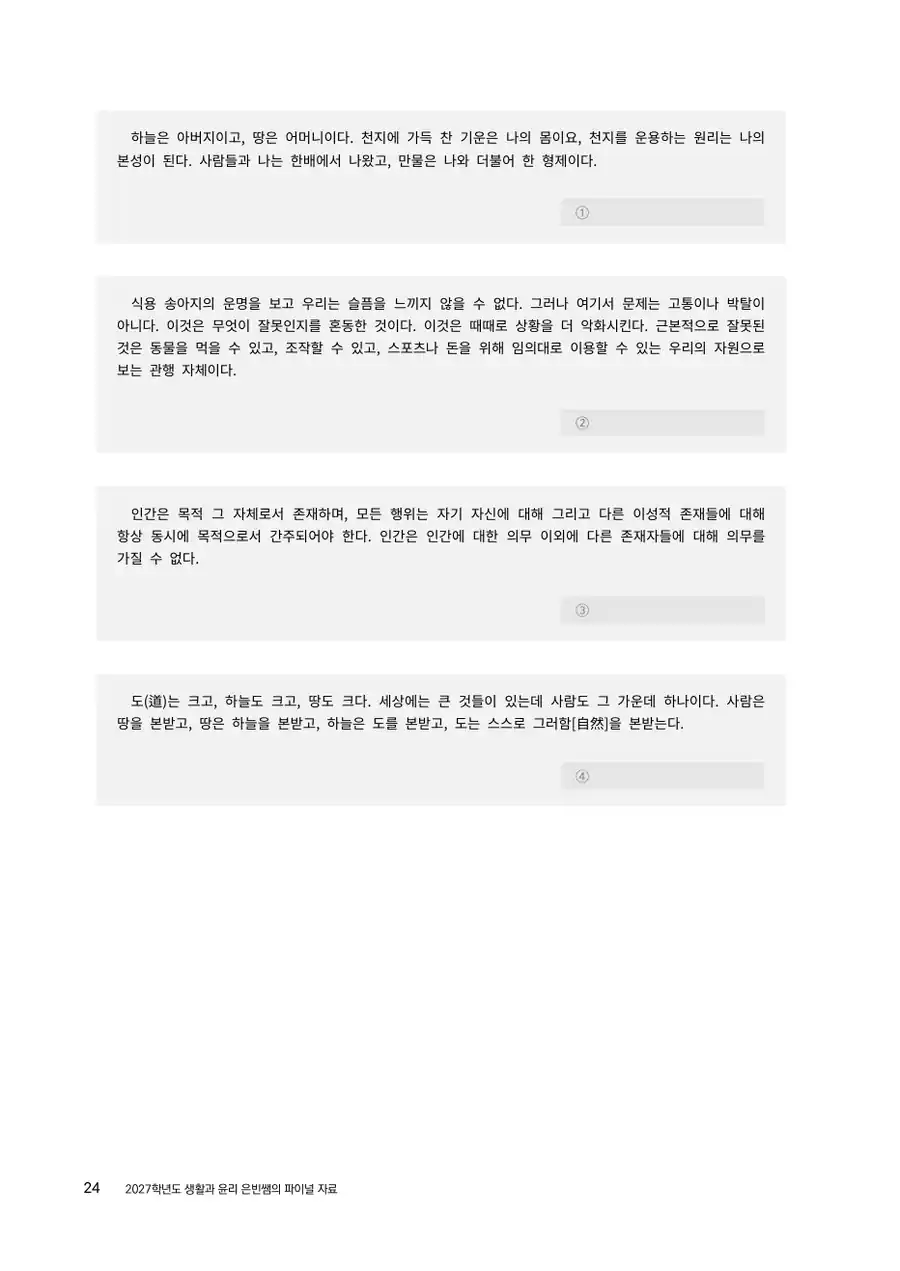 하늘은 아버지이고, 땅은 어머니이다. 천지에 가득 찬 기운은 나의 몸이요, 천지를 운용하는 원리는 나의
본성이 된다. 사람들과 나는 한배에서 나왔고, 만물은 나와 더불어 한 형제이다.
①
식용 송아지의 운명을 보고 우리는 슬픔을 느끼지 않을 수 없다. 그러나 여기서 문제는 고통이나 박탈이
아니다. 이것은 무엇이 잘못인지를 혼동한 것이다. 이것은 때때로 상황을 더 악화시킨다. 근본적으로 잘못된
것은 동물을 먹을 수 있고, 조작할 수 있고, 스포츠나 돈을 위해 임의대로 이용할 수 있는 우리의 자원으로
보는 관행 자체이다.
②
인간은 목적 그 자체로서 존재하며, 모든 행위는 자기 자신에 대해 그리고 다른 이성적 존재들에 대해
항상 동시에 목적으로서 간주되어야 한다. 인간은 인간에 대한 의무 이외에 다른 존재자들에 대해 의무를
가질 수 없다.
③
도(道)는 크고, 하늘도 크고, 땅도 크다. 세상에는 큰 것들이 있는데 사람도 그 가운데 하나이다. 사람은
땅을 본받고, 땅은 하늘을 본받고, 하늘은 도를 본받고, 도는 스스로 그러함[自然]을 본받는다.
④
24 2027학년도 생활과 윤리 은빈쌤의 파이널 자료